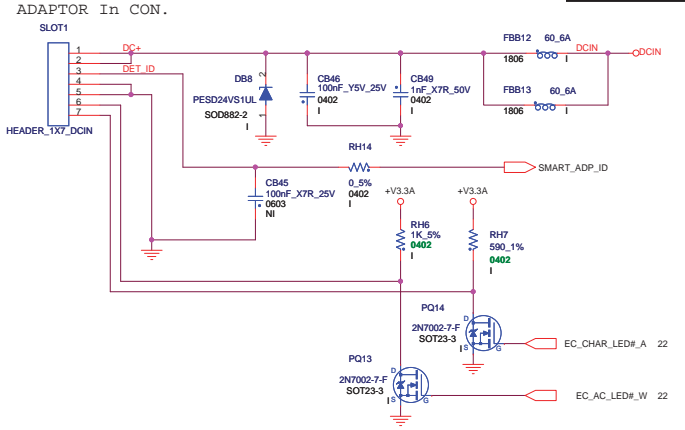 ADAPTOR In CON.
SLOT1
1
2
3
4
5
6
7
HEADER_1X7_DCIN
DC+
DET_ID
DB8
2
PESD24VS1UL
1
SOD882-2
I
CB46
100nF_Y5V_25V
0402
I
CB49
1nF_X7R_50V
0402
I
FBB12 60_6A
1806 I
DCIN
DCIN
FBB13 60_6A
1806 I
RH14
0_5%
0402
I
SMART_ADP_ID
CB45
100nF_X7R_25V
0603
NI
+V3.3A
+V3.3A
RH6
1K_5%
0402
I
RH7
590_1%
0402
I
PQ14
2N7002-7-F
SOT23-3
I
D
S
G
EC_CHAR_LED#_A 22
PQ13
2N7002-7-F
SOT23-3
I
D
S
G
EC_AC_LED#_W 22